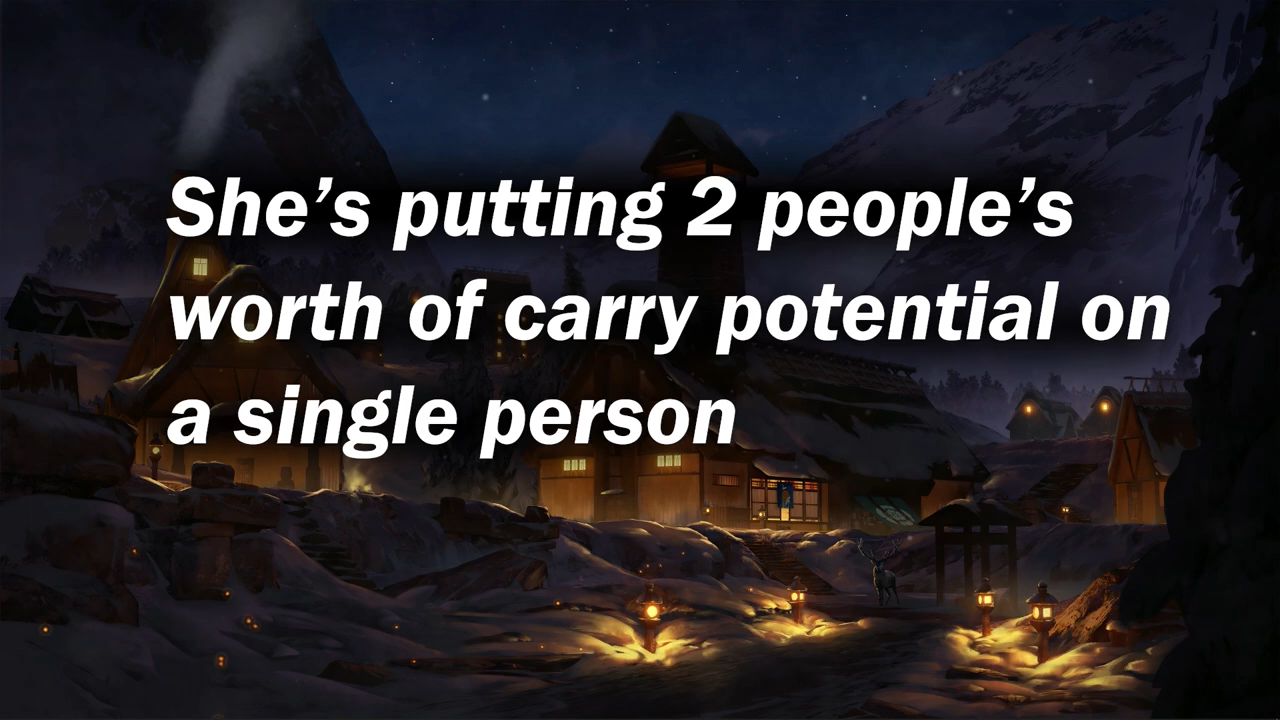 She’s putting 2 people’s
worth of carry potential on
a single person